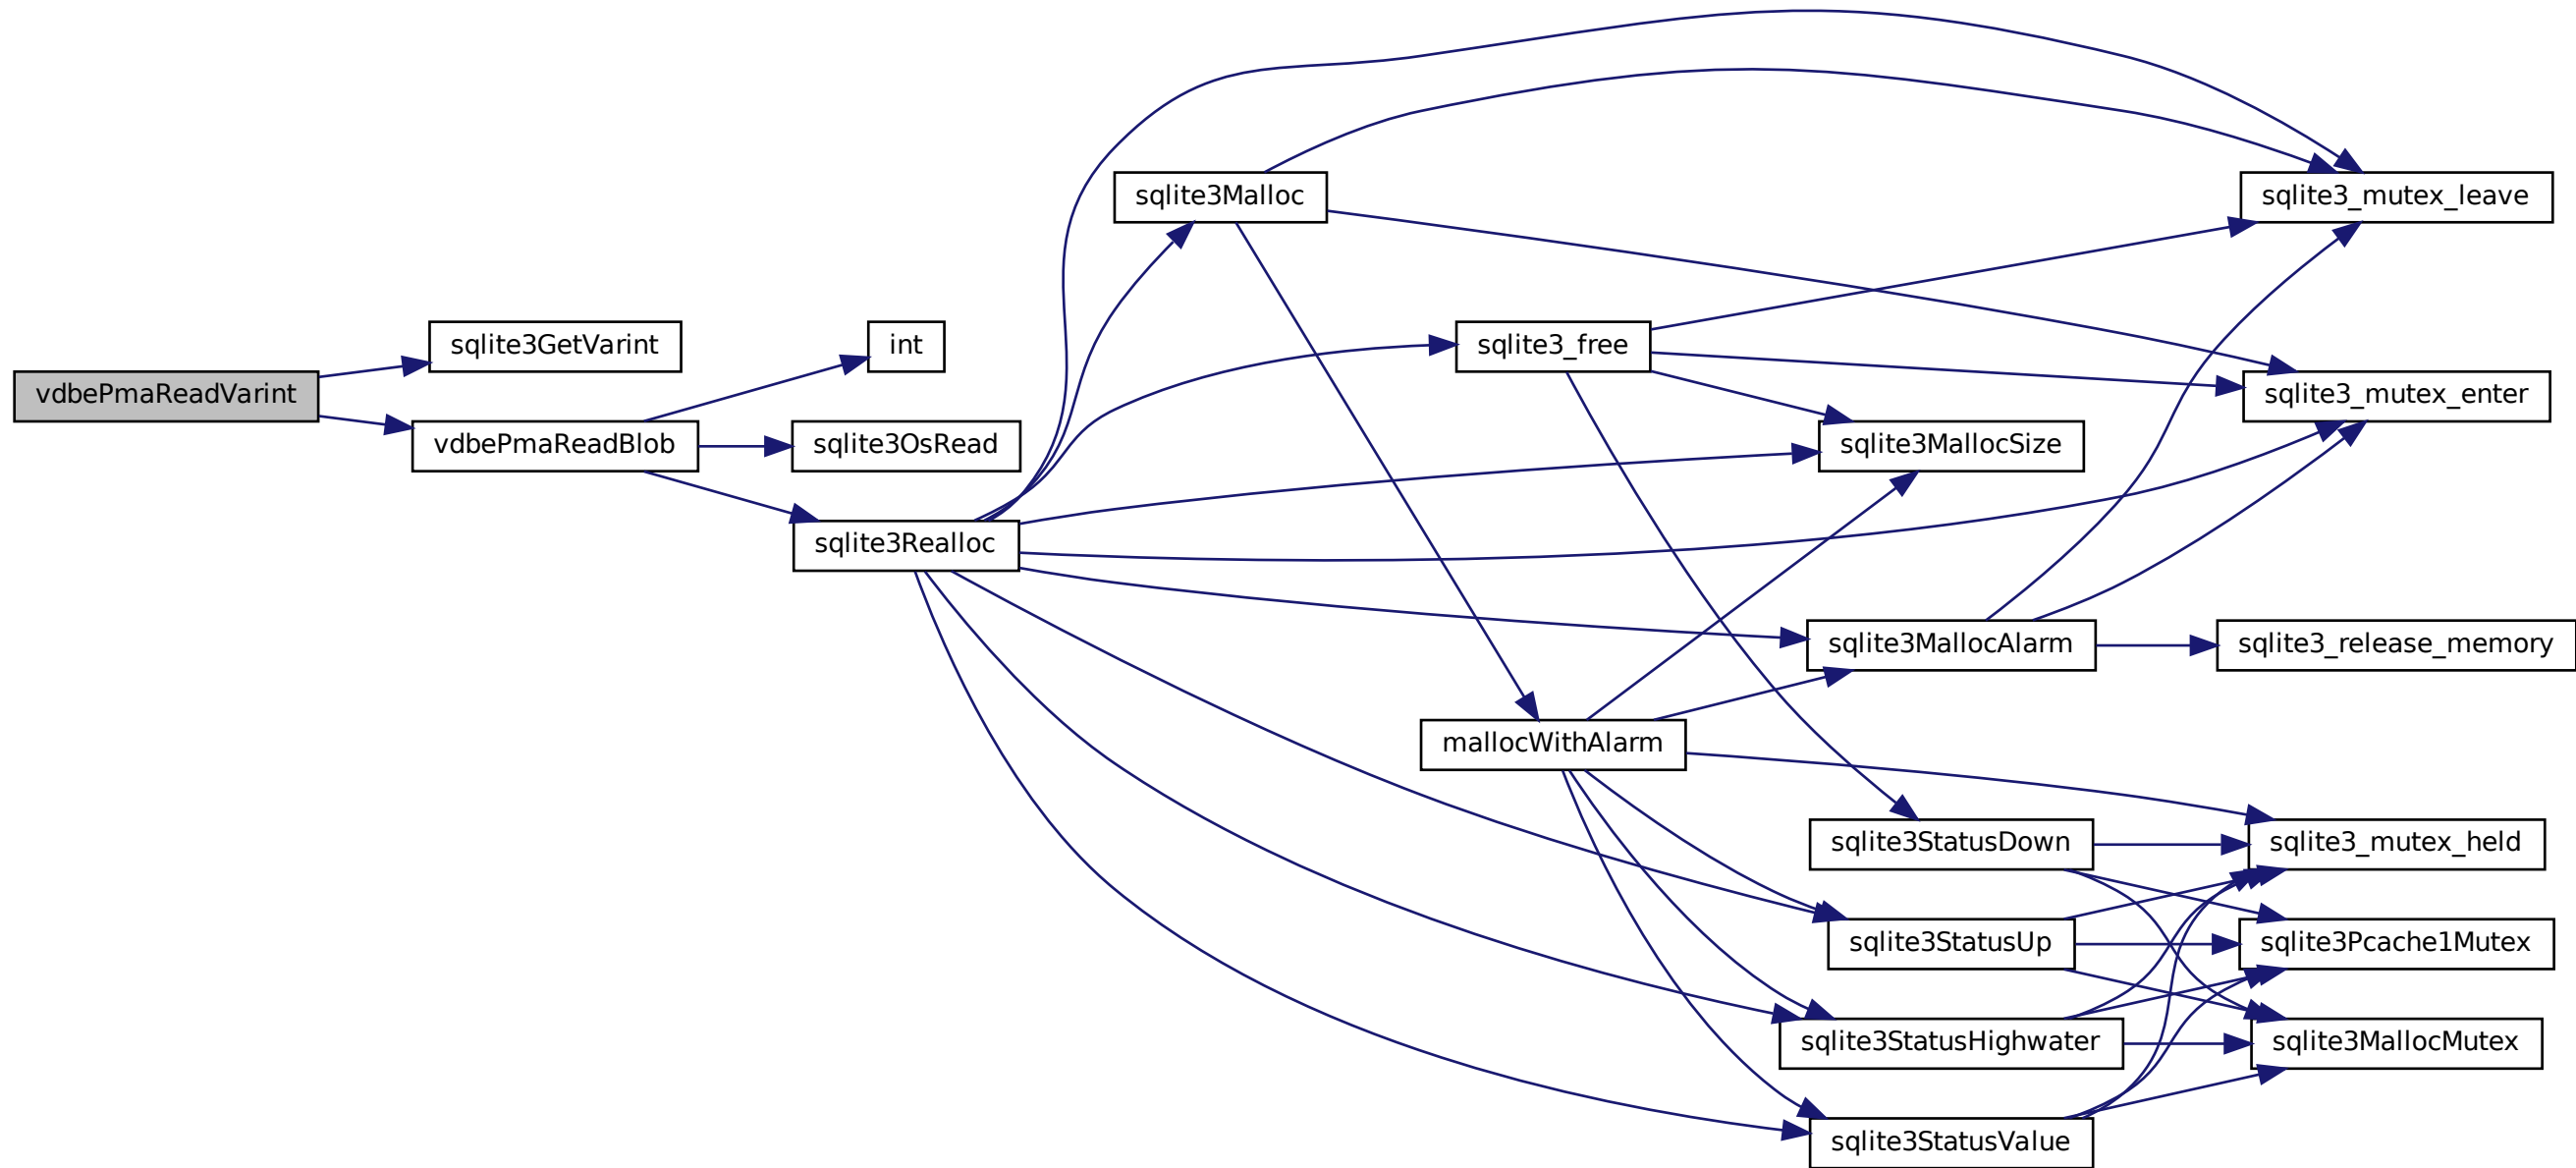 vdbePmaReadVarint
sqlite3GetVarint
vdbePmaReadBlob
int
sqlite3OsRead
sqlite3Realloc
sqlite3Malloc
sqlite3_free
mallocWithAlarm
sqlite3MallocSize
sqlite3MallocAlarm
sqlite3StatusDown
sqlite3StatusUp
sqlite3StatusHighwater
sqlite3StatusValue
sqlite3_mutex_leave
sqlite3_mutex_enter
sqlite3_release_memory
sqlite3_mutex_held
sqlite3Pcache1Mutex
sqlite3MallocMutex